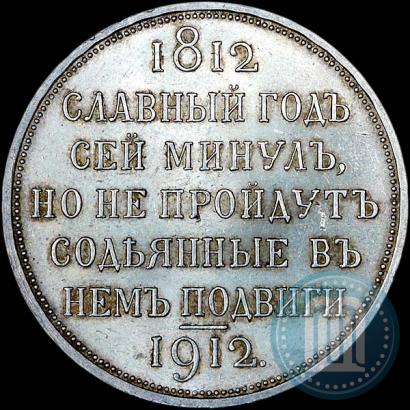 1812
СЛАВНЫЙ ГОДЪ
СЕЙ МИНУЛЪ,
НО НЕ ПРОЙДУТЪ
СОДѢЯННЫЕ ВЪ
НЕМЪ ПОДВИГИ
1912.